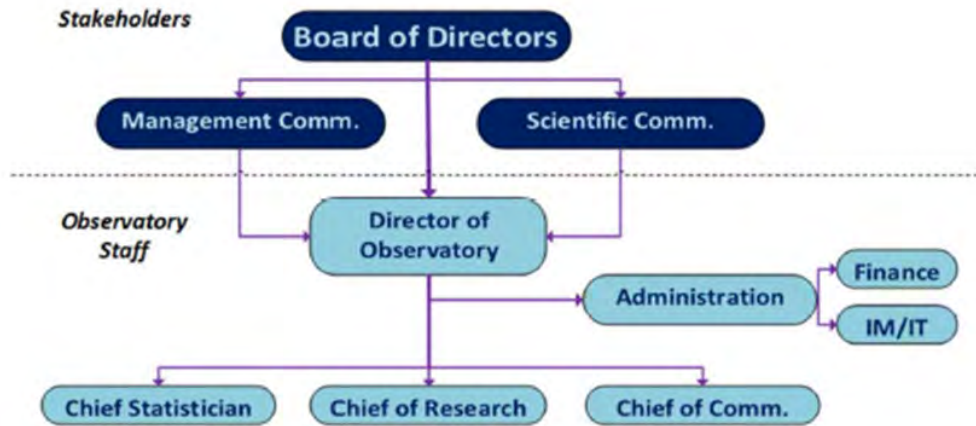 Stakeholders
Board of Directors
Management Comm.
Scientific Comm.
Observatory
Staff
Director of
Observatory
Administration
Finance
IM/IT
Chief Statistician
Chief of Research
Chief of Comm.